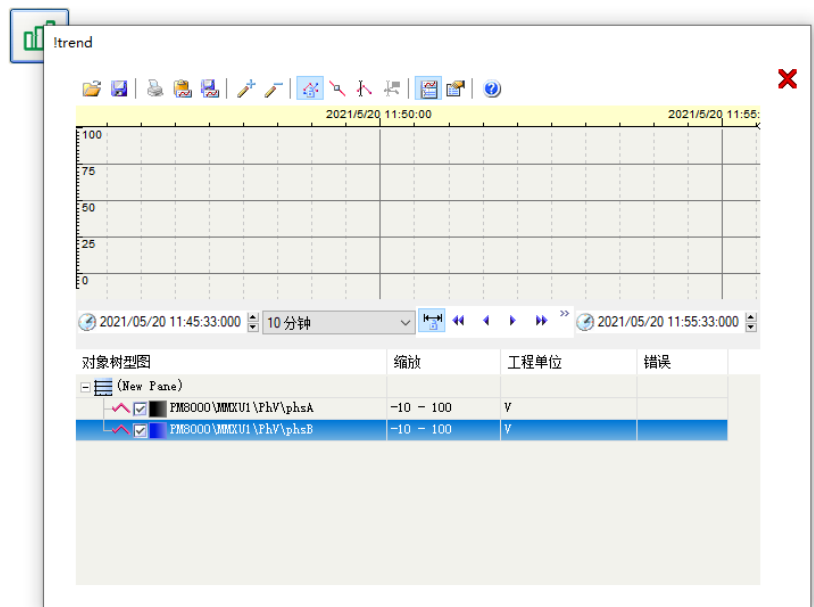 !trend
2021/5/20 11:50:00 2021/5/20 11:55:
100
75
50
25
0
2021/05/20 11:45:33:000 10 分钟 2021/05/20 11:55:33:000
对象树型图 缩放 工程单位 错误
(New Pane)
PM8000\MMXU1\PhV\phsA -10 - 100 V
PM8000\MMXU1\PhV\phsB -10 - 100 V